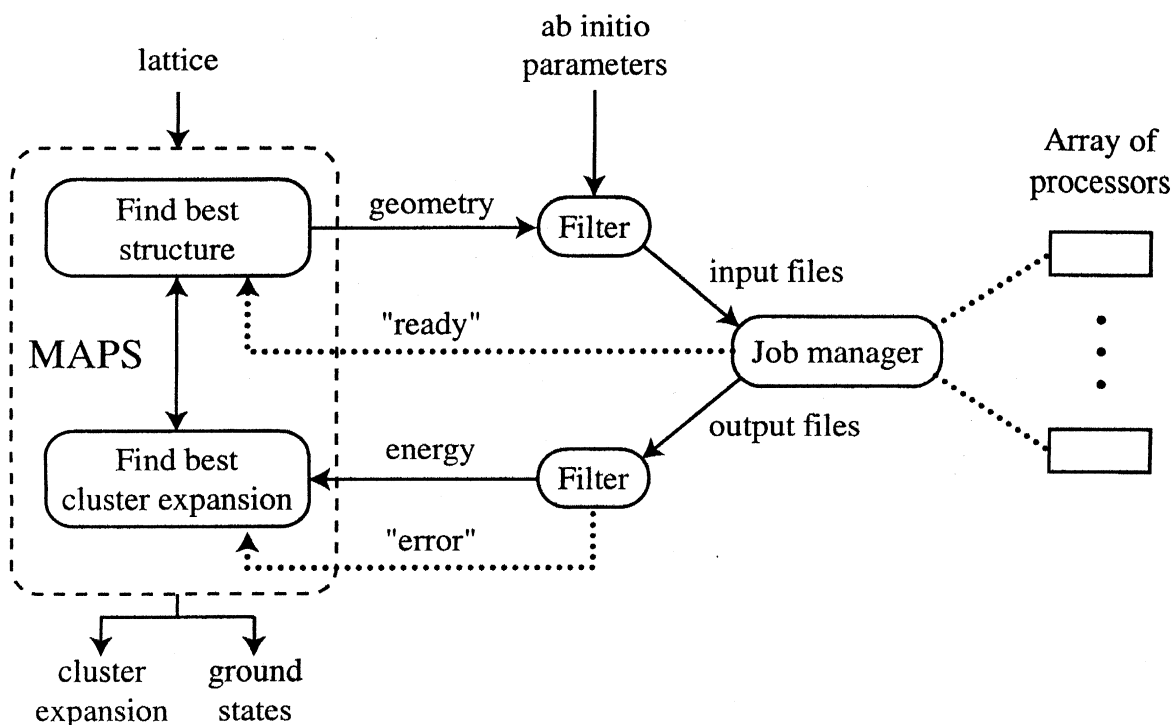 ab initio
parameters
lattice
Array of
processors
Find best
structure
geometry
Filter
input files
"ready"
MAPS
Job manager
output files
Find best
cluster expansion
energy
Filter
"error"
cluster
expansion
ground
states